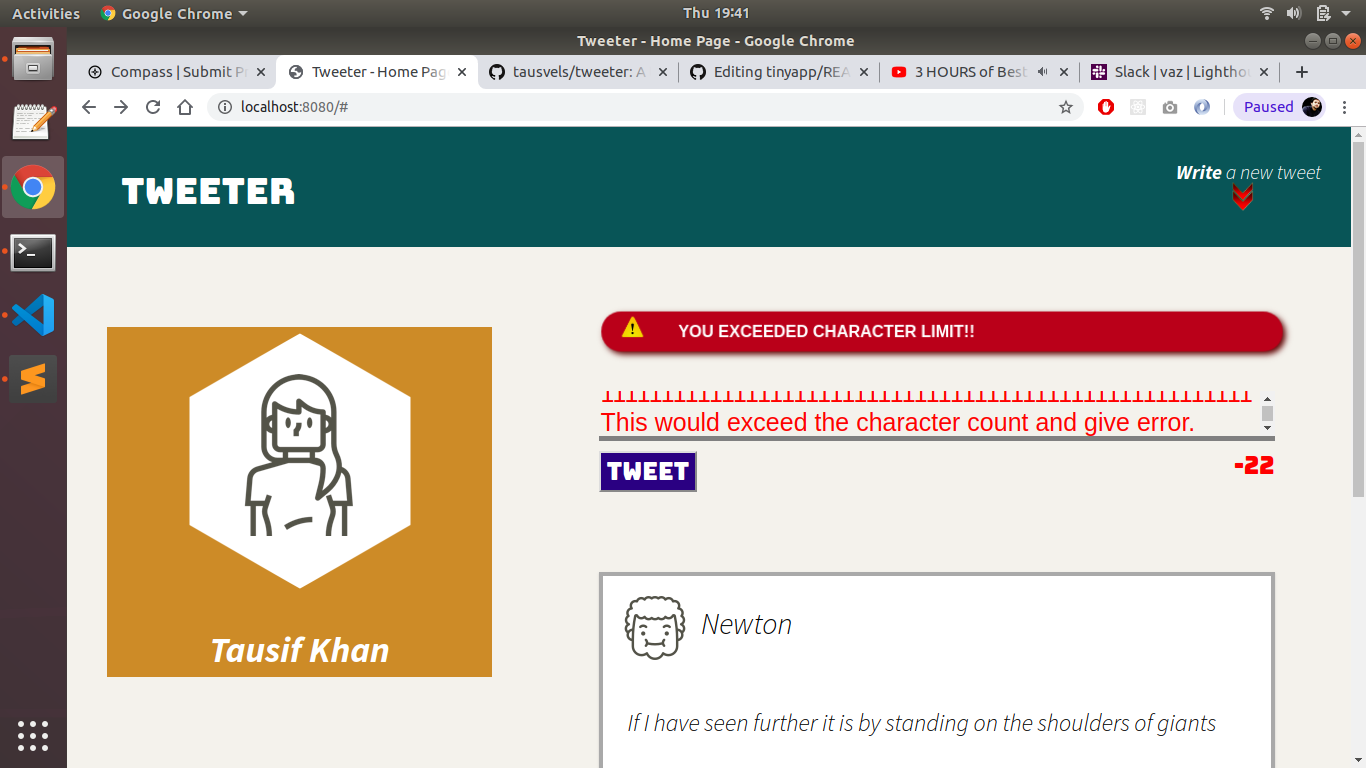 Activities Google Chrome Thu 19:41
Tweeter - Home Page - Google Chrome
Compass | Submit P Tweeter - Home Pag tausvels/tweeter: A Editing tinyapp/REA 3 HOURS of Best Slack | vaz | Lighthou
localhost:8080/# Paused
TWEETER
Write a new tweet
YOU EXCEEDED CHARACTER LIMIT!!
This would exceed the character count and give error.
TWEET -22
Newton
Tausif Khan
If I have seen further it is by standing on the shoulders of giants